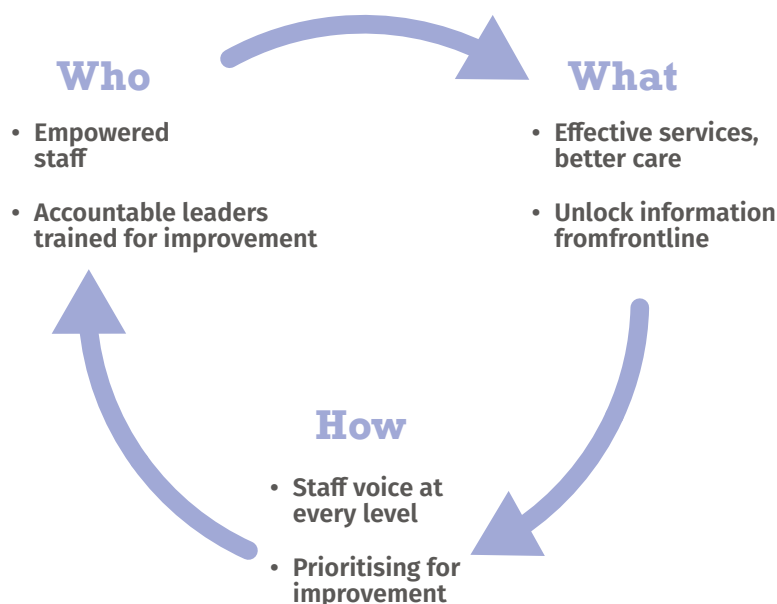 Who
• Empowered
staff
• Accountable leaders
trained for improvement
What
• Effective services,
better care
• Unlock information
fromfrontline
How
• Staff voice at
every level
• Prioritising for
improvement